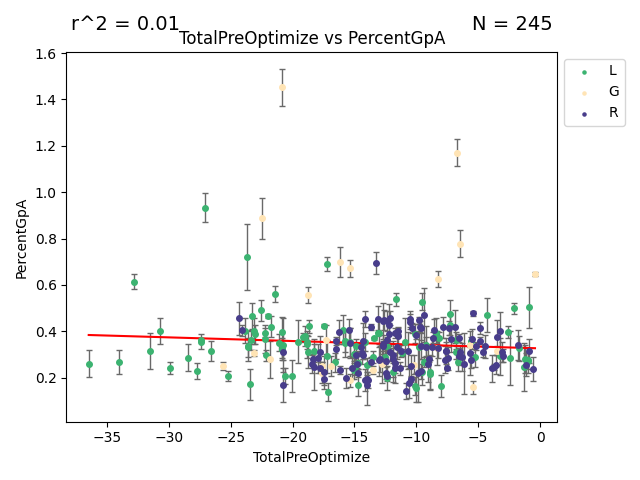 r^2 = 0.01
N = 245
TotalPreOptimize vs PercentGpA
1.6
1.4
1.2
1.0
0.8
0.6
0.4
0.2
PercentGpA
L
G
R
−35
−30
−25
−20
−15
−10
−5
0
TotalPreOptimize